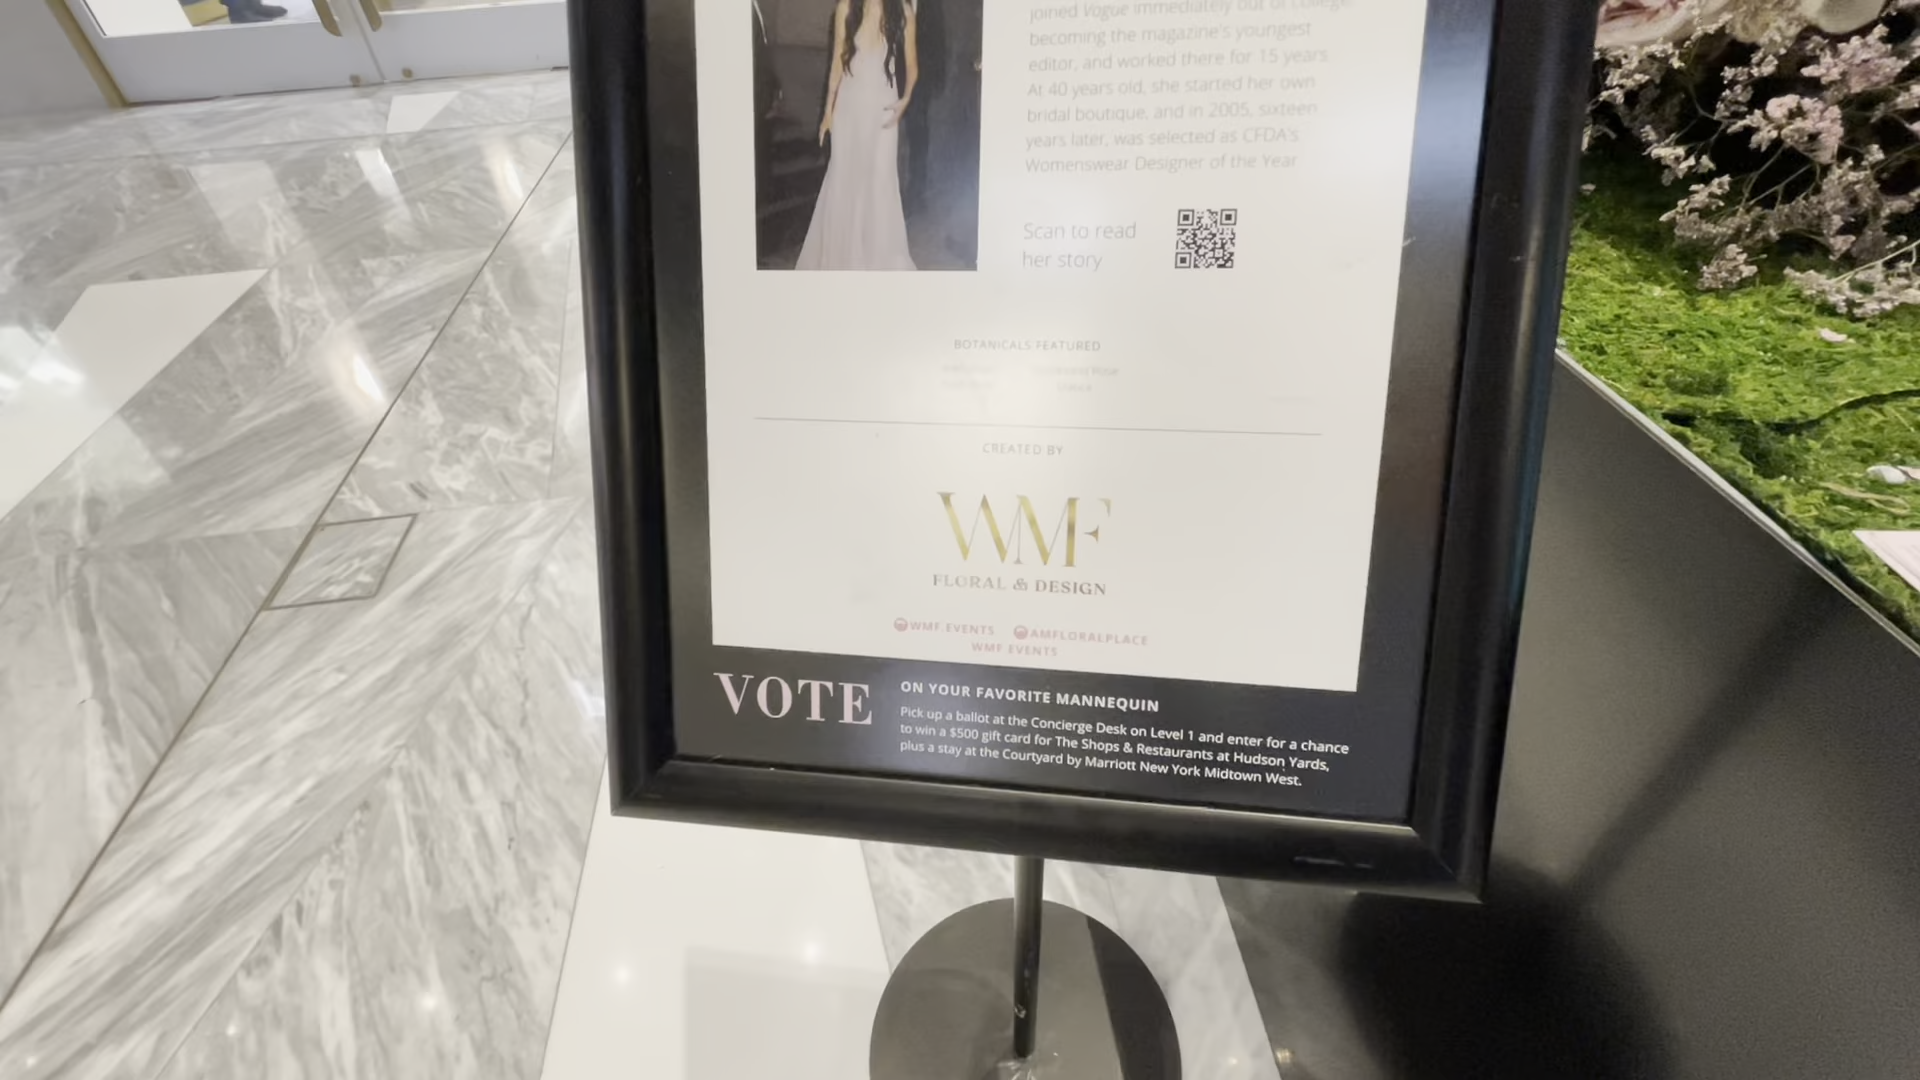 joined Vogue immediately out of college,
becoming the magazine's youngest
editor, and worked there for 15 years.
At 40 years old, she started her own
bridal boutique, and in 2005, sixteen
years later, was selected as CFDA's
Womenswear Designer of the Year
Scan to read
her story
BOTANICALS FEATURED
Rose
CREATED BY
WMF
FLORAL & DESIGN
WMF.EVENTS AMFLORALPLACE
WMF.EVENTS
VOTE
ON YOUR FAVORITE MANNEQUIN
Pick up a ballot at the Concierge Desk on Level 1 and enter for a chance
to win a $500 gift card for The Shops & Restaurants at Hudson Yards,
plus a stay at the Courtyard by Marriott New York Midtown West.